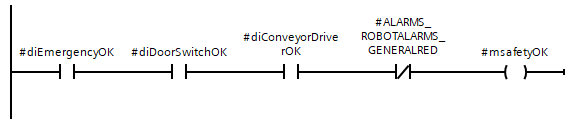 #diEmergencyOK
#diDoorSwitchOK
#diConveyorDrive
rOK
#ALARMS_
ROBOTALARMS_
GENERALRED
#msafetyOK